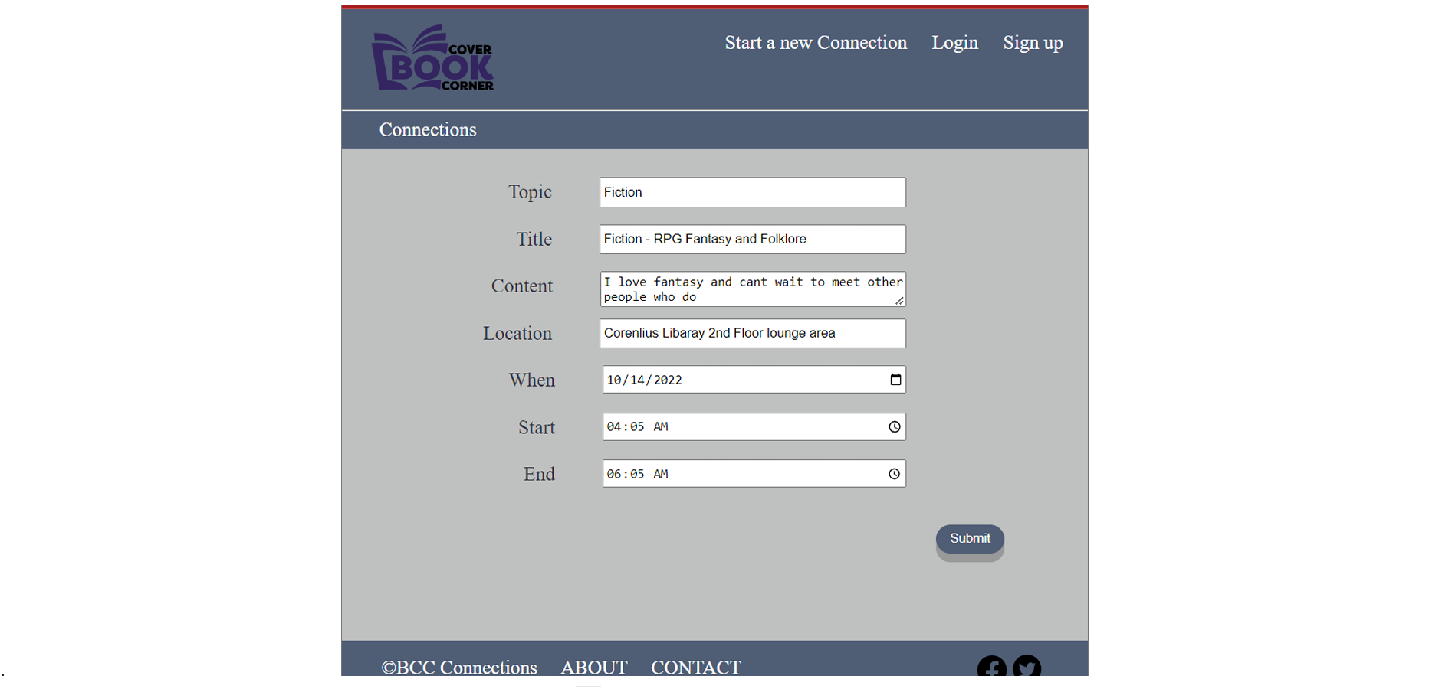 COVER
BOOK
CORNER
Start a new Connection Login Sign up
Connections
Topic Fiction
Title Fiction - RPG Fantasy and Folklore
Content I love fantasy and cant wait to meet other
people who do
Location Corenlius Libaray 2nd Floor lounge area
When 10/14/2022
Start 04:05 AM
End 06:05 AM
Submit
©BCC Connections ABOUT CONTACT